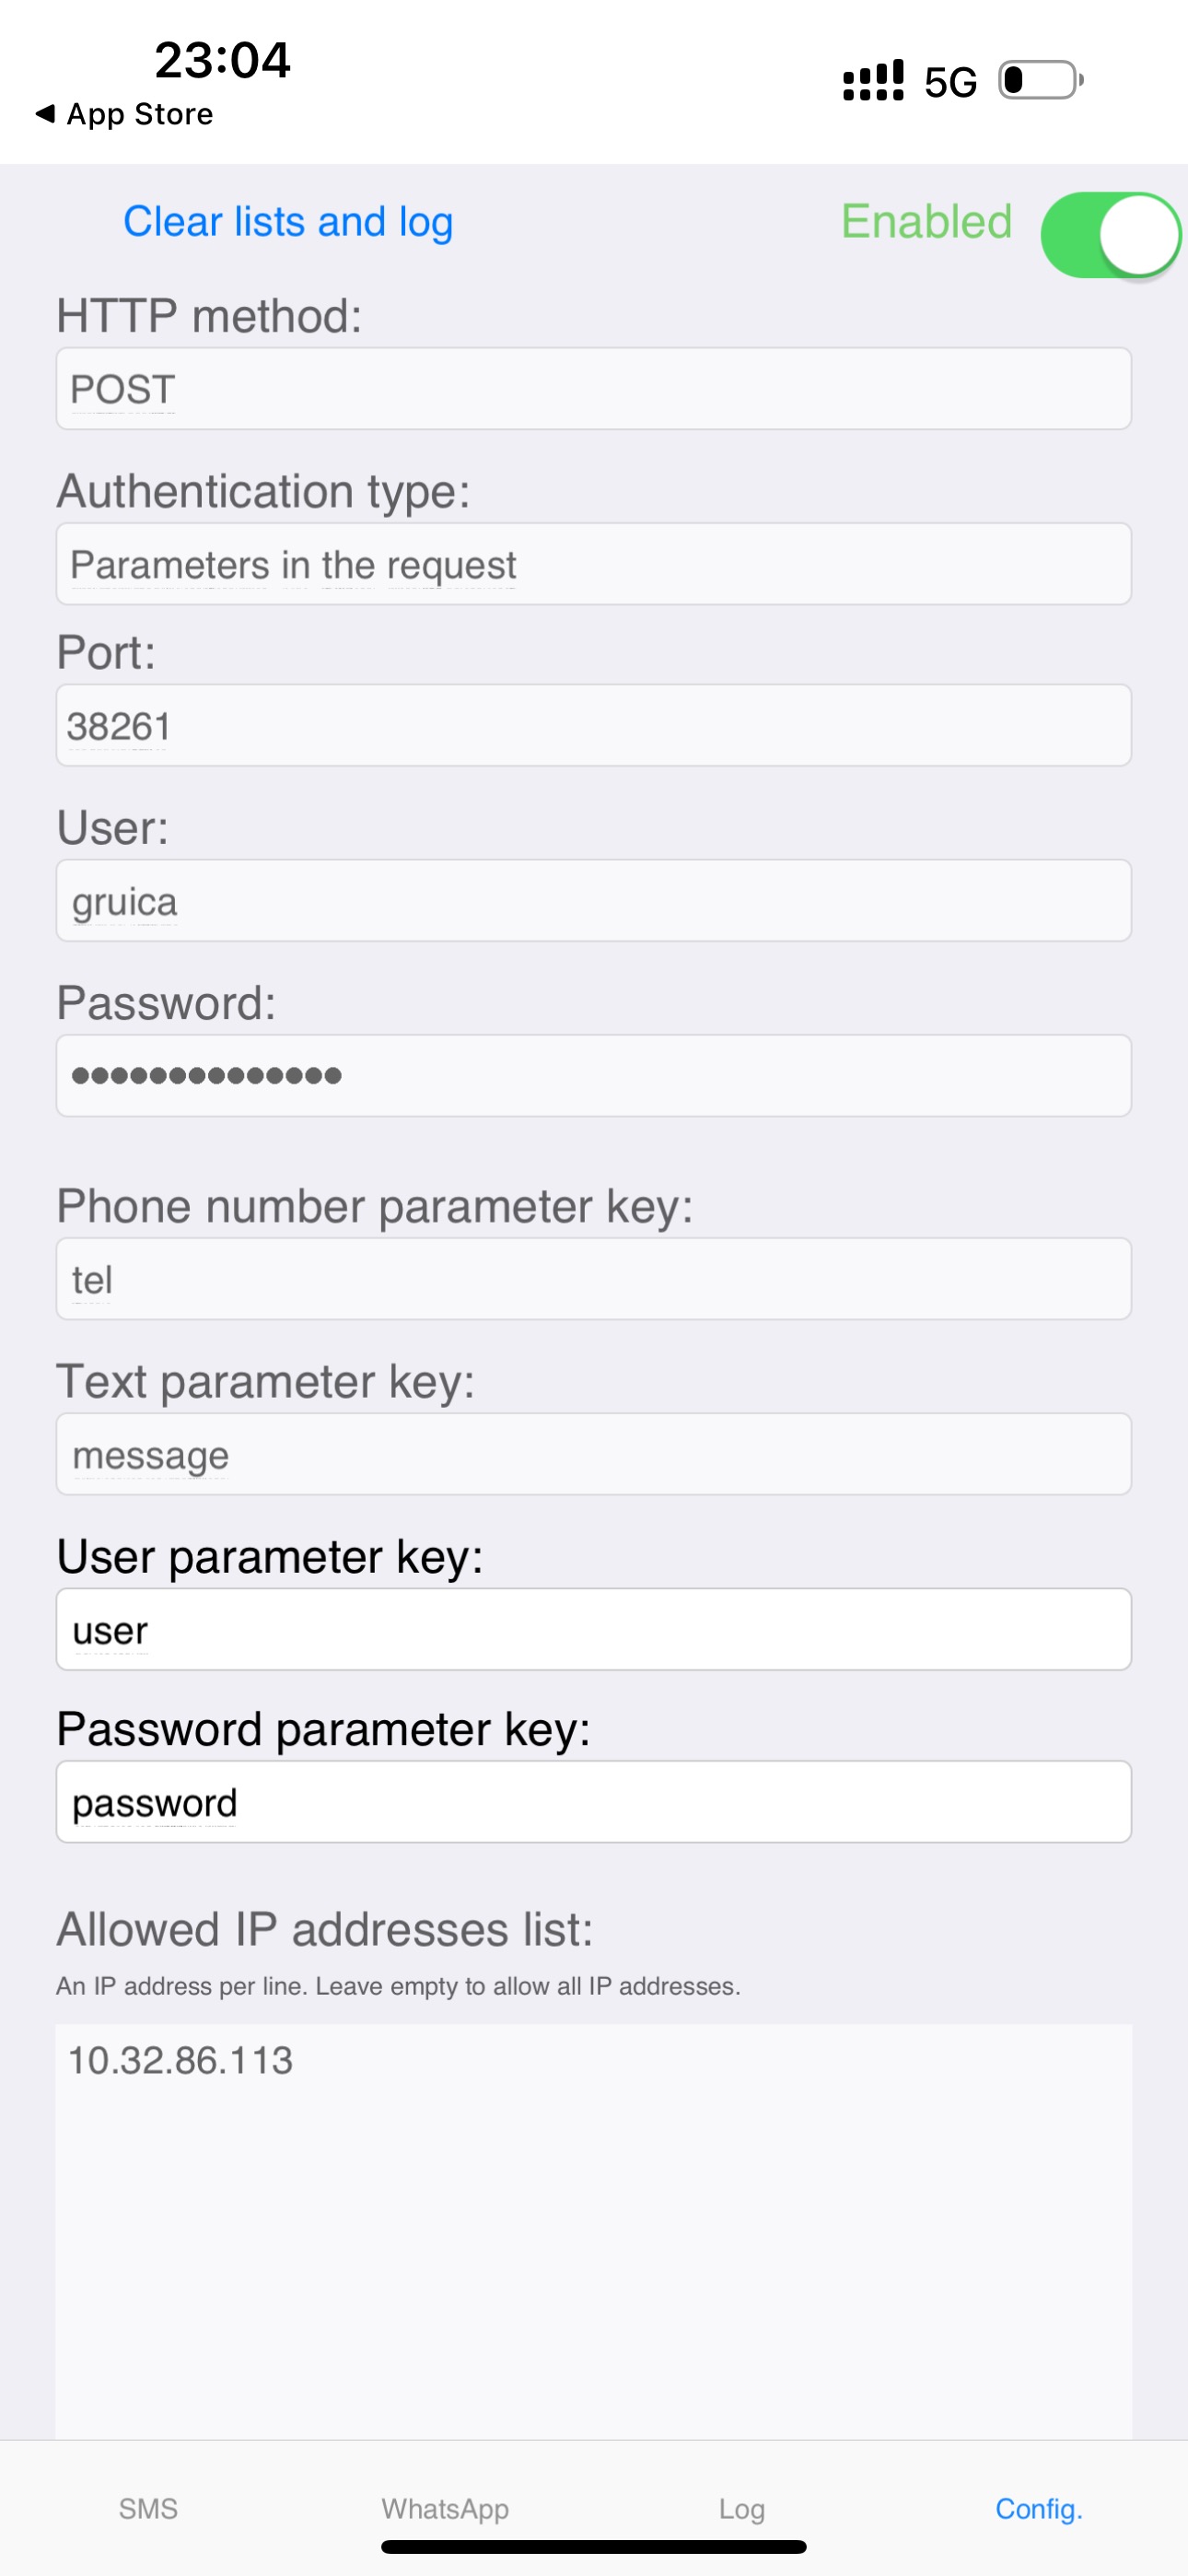 23:04
5G
◀ App Store
Clear lists and log
Enabled
HTTP method:
POST
Authentication type:
Parameters in the request
Port:
38261
User:
gruica
Password:
●●●●●●●●●●●●●●
Phone number parameter key:
tel
Text parameter key:
message
User parameter key:
user
Password parameter key:
password
Allowed IP addresses list:
An IP address per line. Leave empty to allow all IP addresses.
10.32.86.113
SMS
WhatsApp
Log
Config.